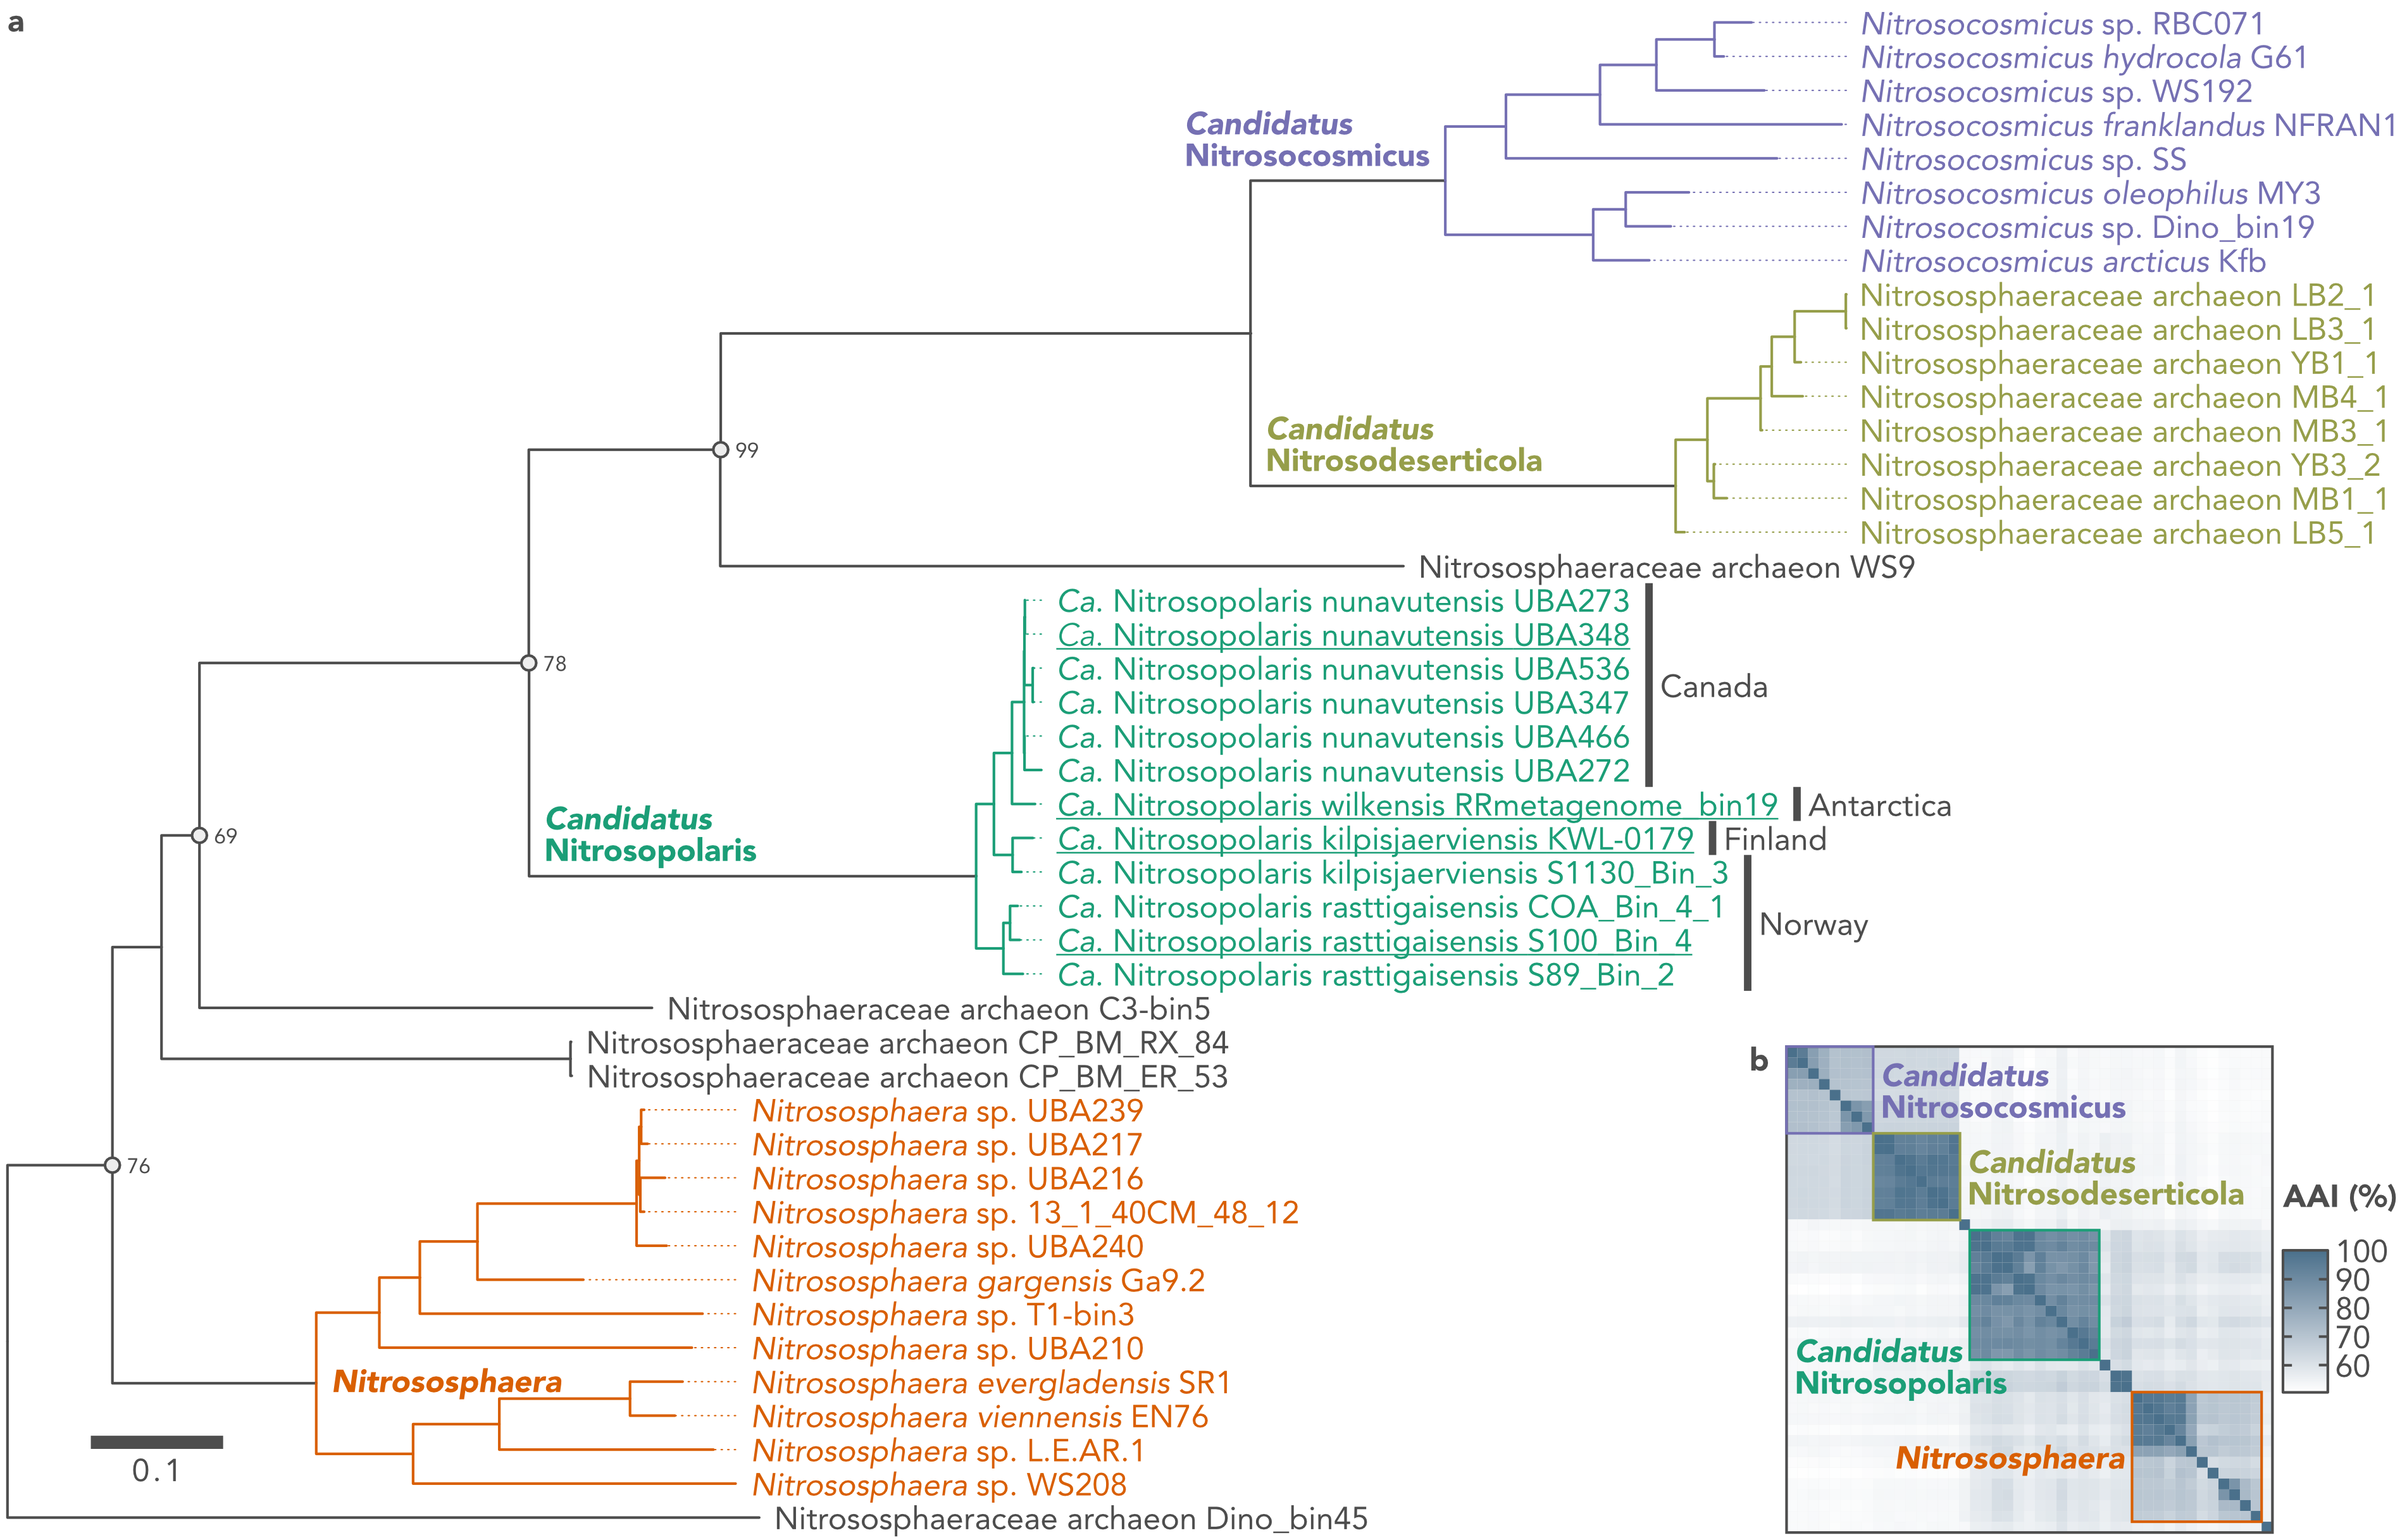 a
Nitrosocosmicus sp. RBC071
Nitrosocosmicus hydrocola G61
Nitrosocosmicus sp. WS192
Nitrosocosmicus franklandus NFRAN1
Nitrosocosmicus sp. SS
Nitrosocosmicus oleophilus MY3
Nitrosocosmicus sp. Dino_bin19
Nitrosocosmicus arcticus Kfb
Candidatus
Nitrosocosmicus
Nitrososphaeraceae archaeon LB2_1
Nitrososphaeraceae archaeon LB3_1
Nitrososphaeraceae archaeon YB1_1
Nitrososphaeraceae archaeon MB4_1
Nitrososphaeraceae archaeon MB3_1
Nitrososphaeraceae archaeon YB3_2
Nitrososphaeraceae archaeon MB1_1
Nitrososphaeraceae archaeon LB5_1
Candidatus
Nitrosodeserticola
99
Nitrososphaeraceae archaeon WS9
Ca. Nitrosopolaris nunavutensis UBA273
Ca. Nitrosopolaris nunavutensis UBA348
Ca. Nitrosopolaris nunavutensis UBA536
Ca. Nitrosopolaris nunavutensis UBA347
Ca. Nitrosopolaris nunavutensis UBA466
Ca. Nitrosopolaris nunavutensis UBA272
Canada
78
Ca. Nitrosopolaris wilkensis RRmetagenome_bin19
Antarctica
Ca. Nitrosopolaris kilpisjaerviensis KWL-0179
Finland
Ca. Nitrosopolaris kilpisjaerviensis S1130_Bin_3
Ca. Nitrosopolaris rasttigaisensis COA_Bin_4_1
Ca. Nitrosopolaris rasttigaisensis S100_Bin_4
Ca. Nitrosopolaris rasttigaisensis S89_Bin_2
Norway
Candidatus
Nitrosopolaris
69
Nitrososphaeraceae archaeon C3-bin5
Nitrososphaeraceae archaeon CP_BM_RX_84
Nitrososphaeraceae archaeon CP_BM_ER_53
76
Nitrososphaera sp. UBA239
Nitrososphaera sp. UBA217
Nitrososphaera sp. UBA216
Nitrososphaera sp. 13_1_40CM_48_12
Nitrososphaera sp. UBA240
Nitrososphaera gargensis Ga9.2
Nitrososphaera sp. T1-bin3
Nitrososphaera sp. UBA210
Nitrososphaera evergladensis SR1
Nitrososphaera viennensis EN76
Nitrososphaera sp. L.E.AR.1
Nitrososphaera sp. WS208
Nitrososphaera
0.1
Nitrososphaeraceae archaeon Dino_bin45
b
Candidatus
Nitrosocosmicus
Candidatus
Nitrosodeserticola
Candidatus
Nitrosopolaris
Nitrososphaera
AAI (%)
100
90
80
70
60